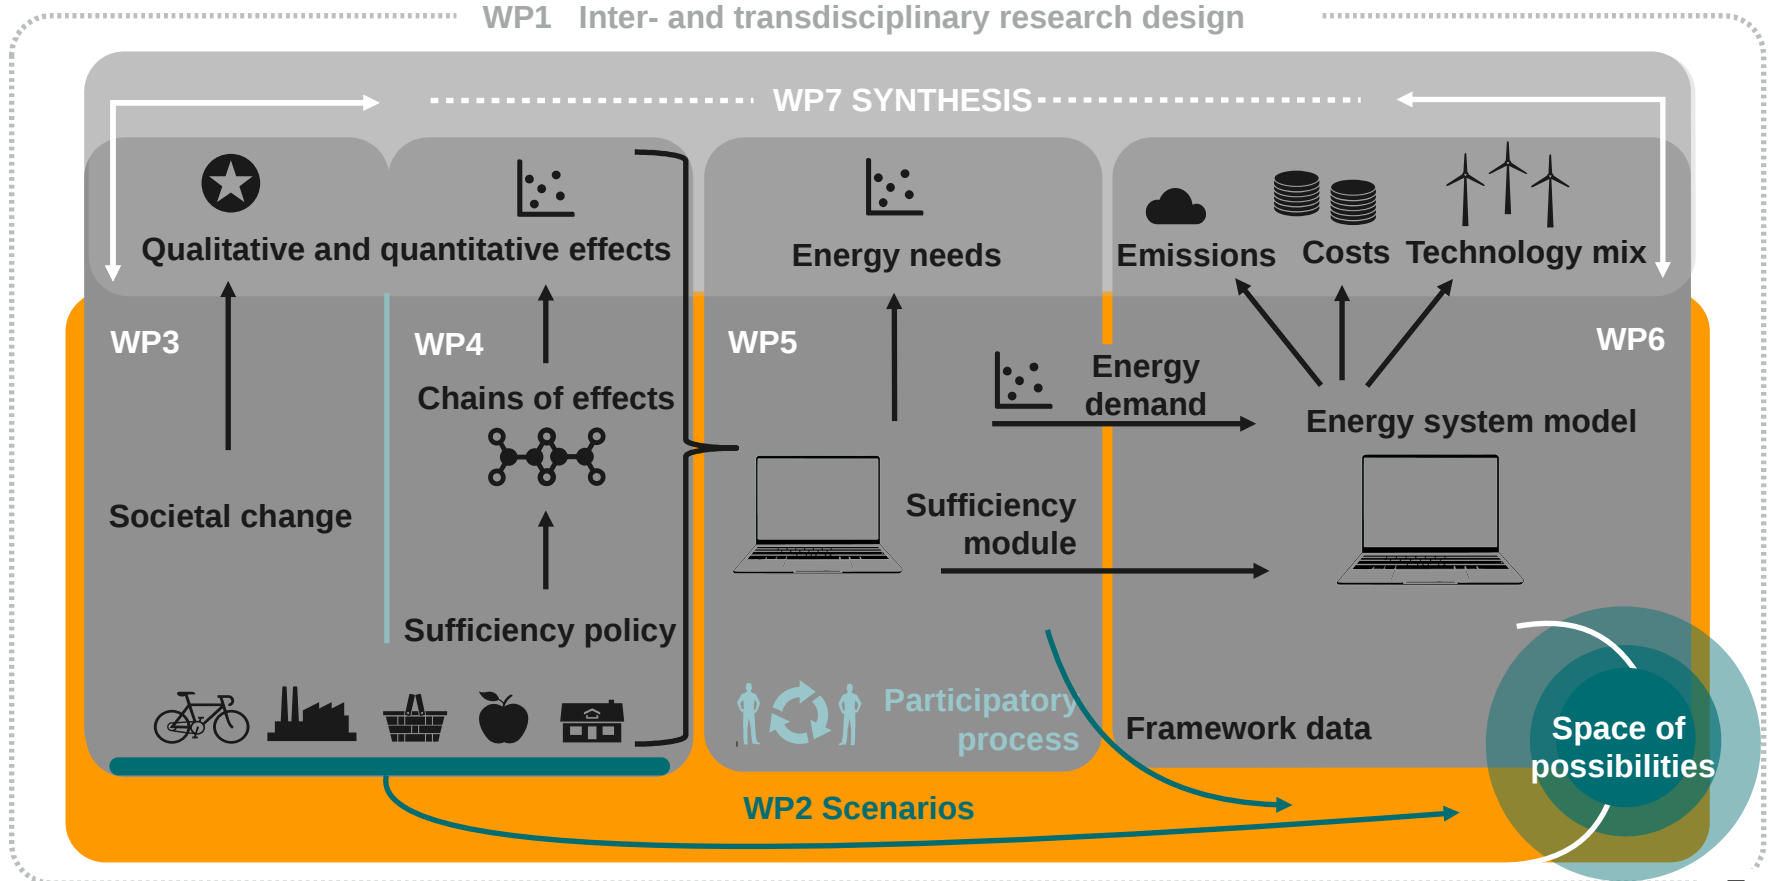 WP1 Inter- and transdisciplinary research design
WP7 SYNTHESIS
Qualitative and quantitative effects
Energy needs
Emissions
Costs
Technology mix
WP3
WP4
WP5
WP6
Chains of effects
Energy
demand
Energy system model
Societal change
Sufficiency
module
Sufficiency policy
Participatory
process
Framework data
Space of
possibilities
WP2 Scenarios